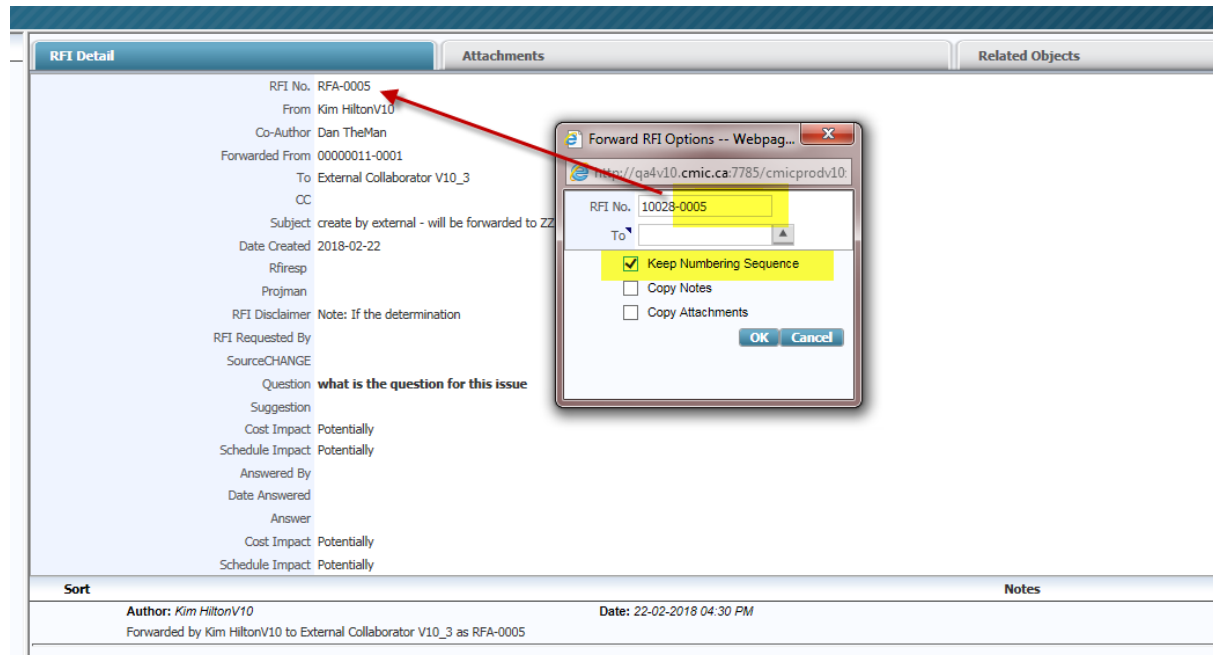 RFI Detail Attachments Related Objects
RFI No. RFA-0005
From Kim HiltonV10
Co-Author Dan TheMan
Forwarded From 00000011-0001
To External Collaborator V10_3
CC
Subject create by external - will be forwarded to ZZ
Date Created 2018-02-22
Rfiresp
Projman
RFI Disclaimer Note: If the determination
RFI Requested By
SourceCHANGE
Question what is the question for this issue
Suggestion
Cost Impact Potentially
Schedule Impact Potentially
Answered By
Date Answered
Answer
Cost Impact Potentially
Schedule Impact Potentially
Forward RFI Options -- Webpag...
http://qa4v10.cmic.ca:7785/cmicprodv10:
RFI No. 10028-0005
To
Keep Numbering Sequence
Copy Notes
Copy Attachments
OK Cancel
Sort Notes
Author: Kim HiltonV10 Date: 22-02-2018 04:30 PM
Forwarded by Kim HiltonV10 to External Collaborator V10_3 as RFA-0005